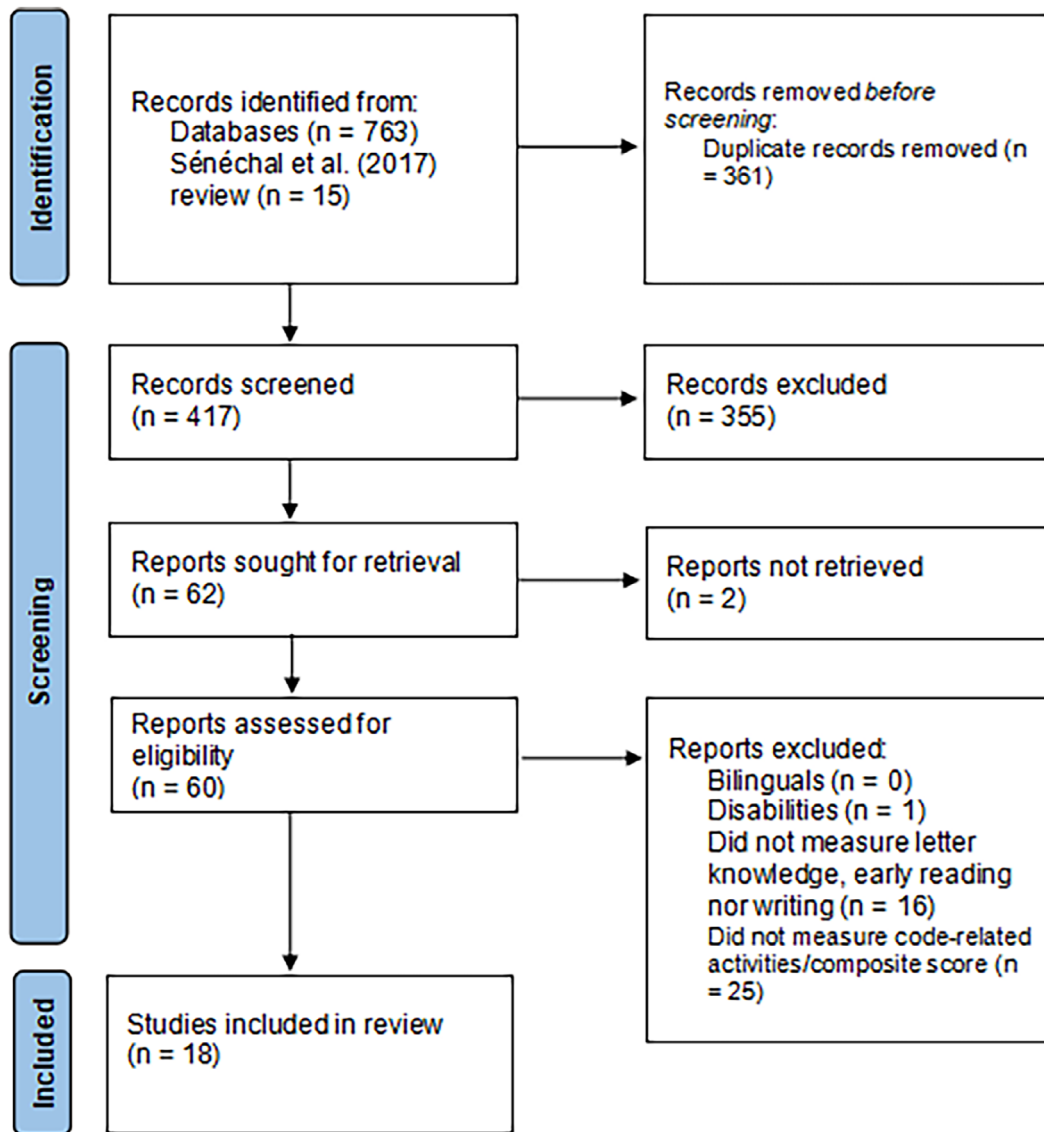 Identification
Records identified from:
Databases (n = 763)
Sénéchal et al. (2017)
review (n = 15)
Records removed before
screening:
Duplicate records removed (n
= 361)
Screening
Records screened
(n = 417)
Records excluded
(n = 355)
Reports sought for retrieval
(n = 62)
Reports not retrieved
(n = 2)
Reports assessed for
eligibility
(n = 60)
Reports excluded:
Bilinguals (n = 0)
Disabilities (n = 1)
Did not measure letter
knowledge, early reading
nor writing (n = 16)
Did not measure code-related
activities/composite score (n
= 25)
Included
Studies included in review
(n = 18)